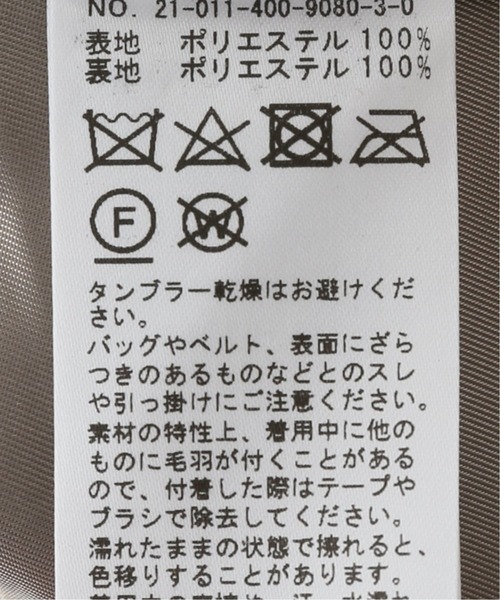 NO. 21-011-400-9080-3-0
表地 ポリエステル 100%
裏地 ポリエステル 100%
F
W
タンブラー乾燥はお避けくだ
さい。
バッグやベルト、表面にざら
つきのあるものなどとのスレ
や引っ掛けにご注意ください。
素材の特性上、着用中に他の
ものに毛羽が付くことがある
ので、付着した際はテープや
ブラシで除去してください。
濡れたままの状態で擦れると、
色移りすることがあります。